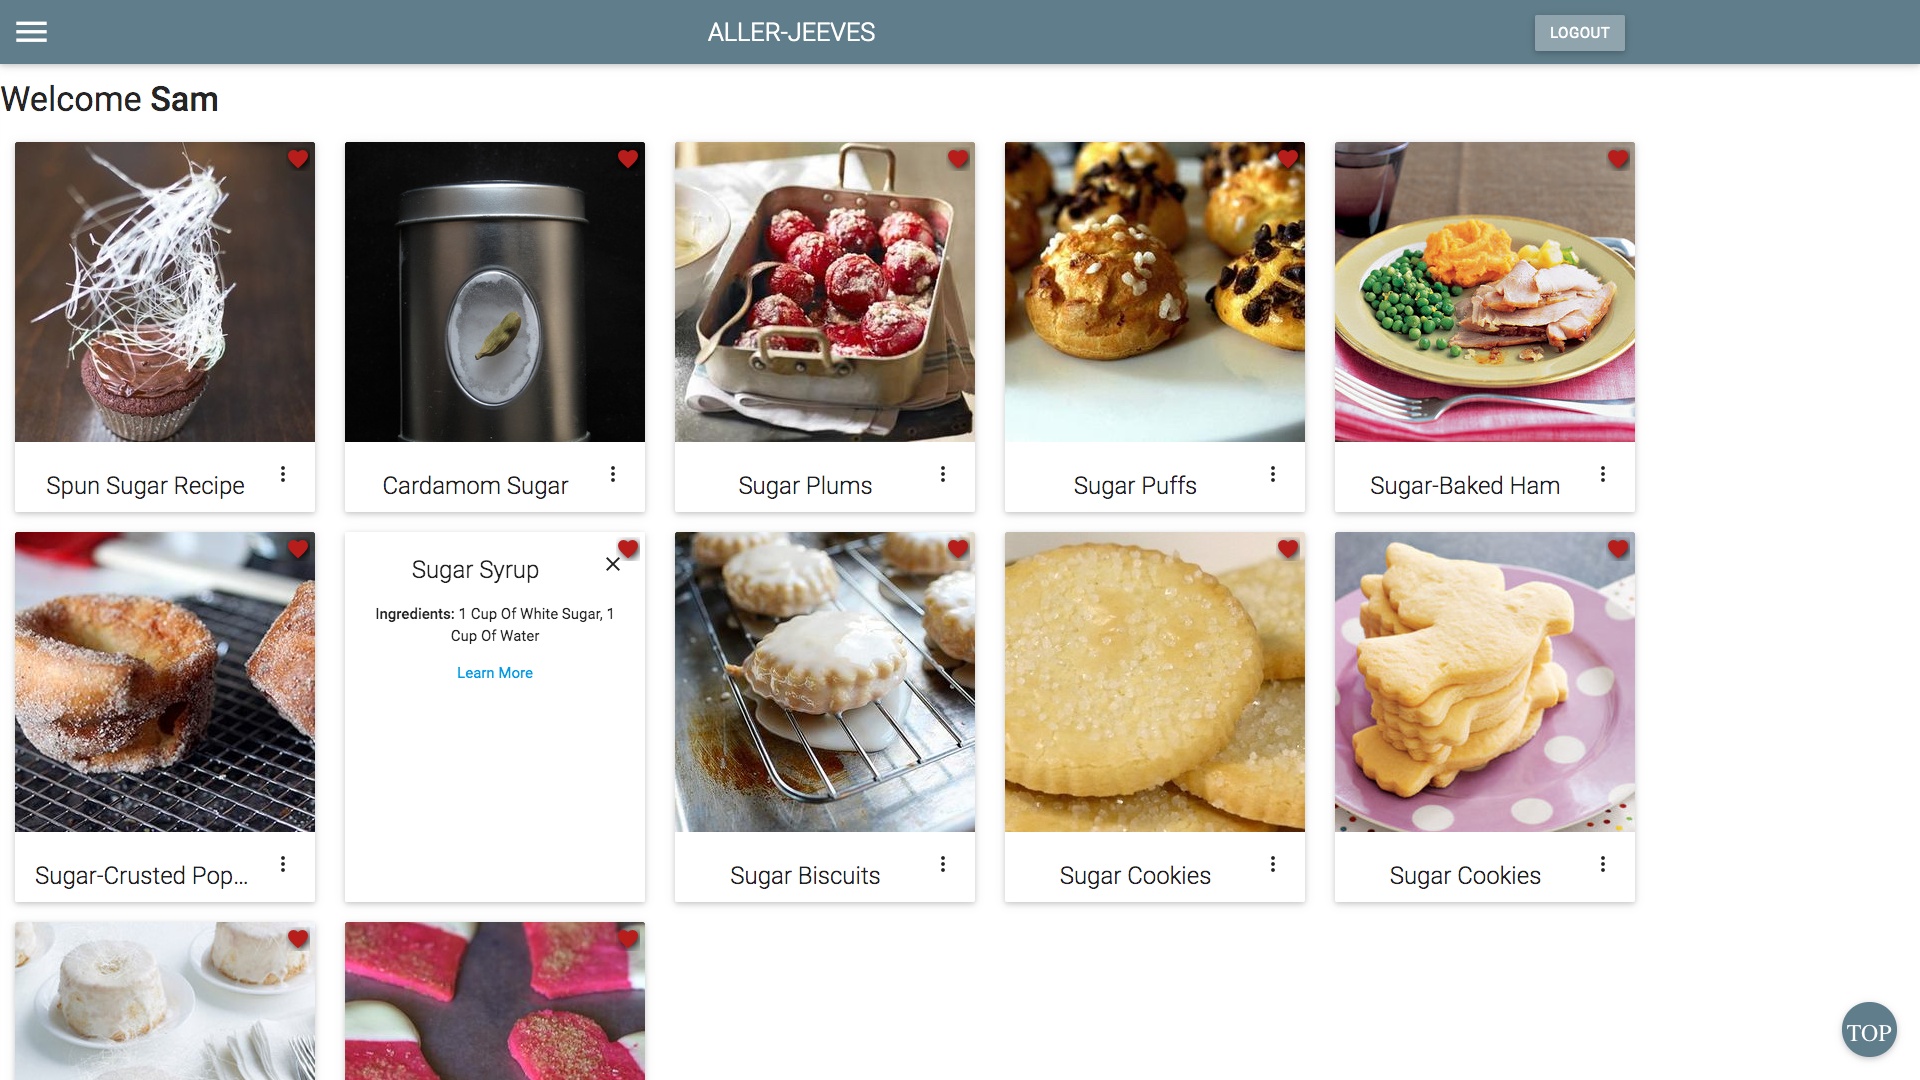 ALLER-JEEVES
LOGOUT
Welcome Sam
Spun Sugar Recipe
Cardamom Sugar
Sugar Plums
Sugar Puffs
Sugar-Baked Ham
Sugar Syrup
Ingredients: 1 Cup Of White Sugar, 1
Cup Of Water
Learn More
Sugar-Crusted Pop...
Sugar Biscuits
Sugar Cookies
Sugar Cookies
TOP